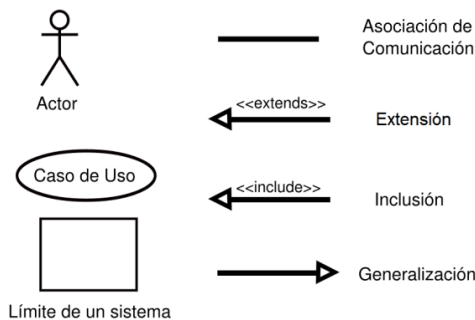 Actor
Caso de Uso
Límite de un sistema
Asociación de
Comunicación
<<extends>>
Extensión
<<include>>
Inclusión
Generalización